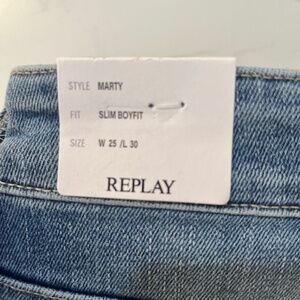 STYLE MARTY
FIT SLIM BOYFIT
SIZE W 25 /L 30
REPLAY